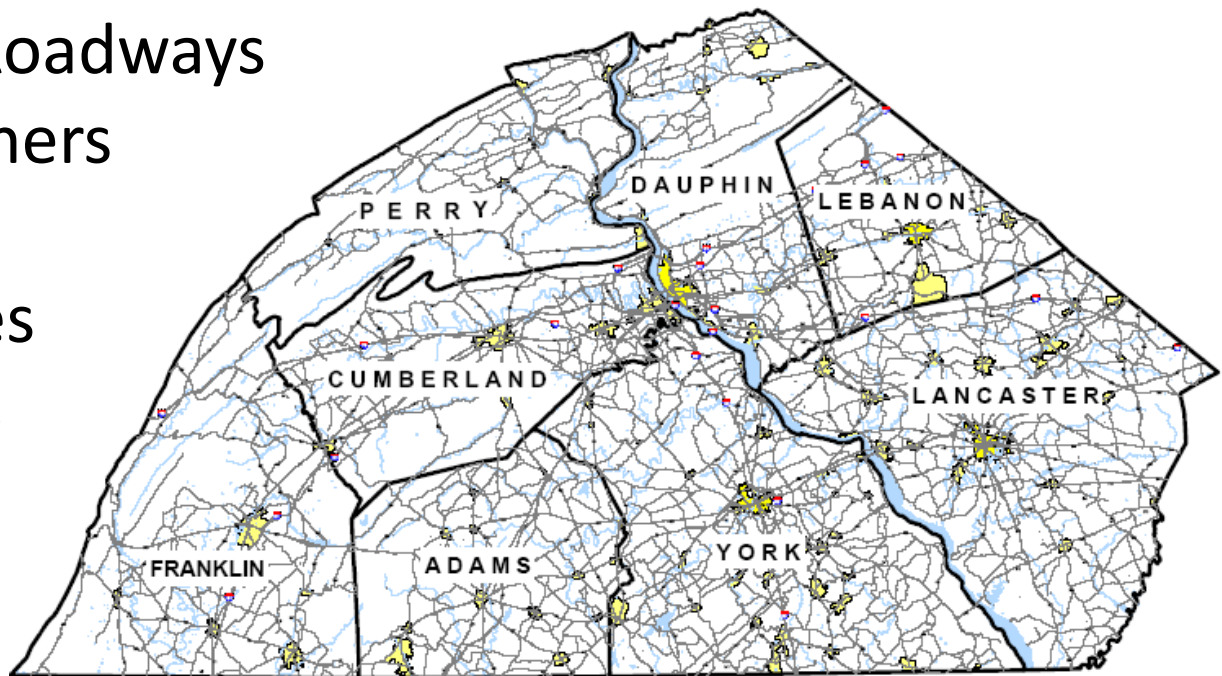 oadways
ners
es
PERRY
DAUPHIN
LEBANON
CUMBERLAND
LANCASTER
FRANKLIN
ADAMS
YORK